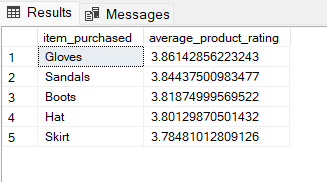 Results Messages
item_purchased average_product_rating
1 Gloves 3.86142856223243
2 Sandals 3.84437500983477
3 Boots 3.81874999569522
4 Hat 3.80129870501432
5 Skirt 3.78481012809126